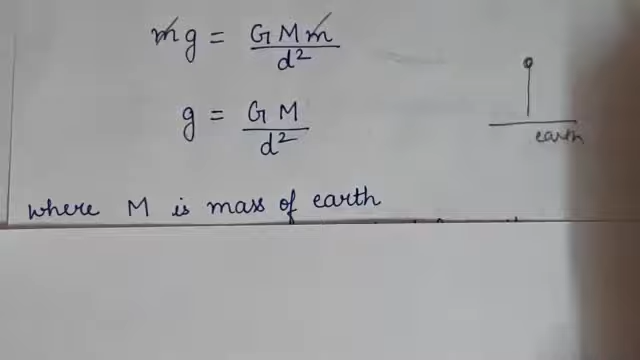 mg = GMm/d²
g = GM/d²
earth
where M is mass of earth